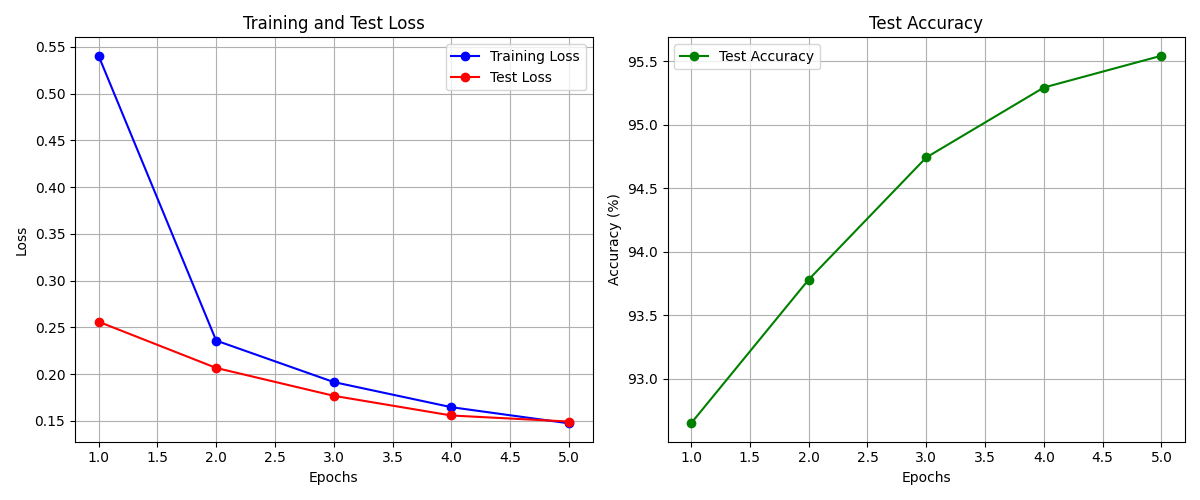 Training and Test Loss
0.55
0.50
0.45
0.40
0.35
0.30
0.25
0.20
0.15
Loss
1.0 1.5 2.0 2.5 3.0 3.5 4.0 4.5 5.0
Epochs
Training Loss
Test Loss
Test Accuracy
95.5
95.0
94.5
94.0
93.5
93.0
Accuracy (%)
1.0 1.5 2.0 2.5 3.0 3.5 4.0 4.5 5.0
Epochs
Test Accuracy